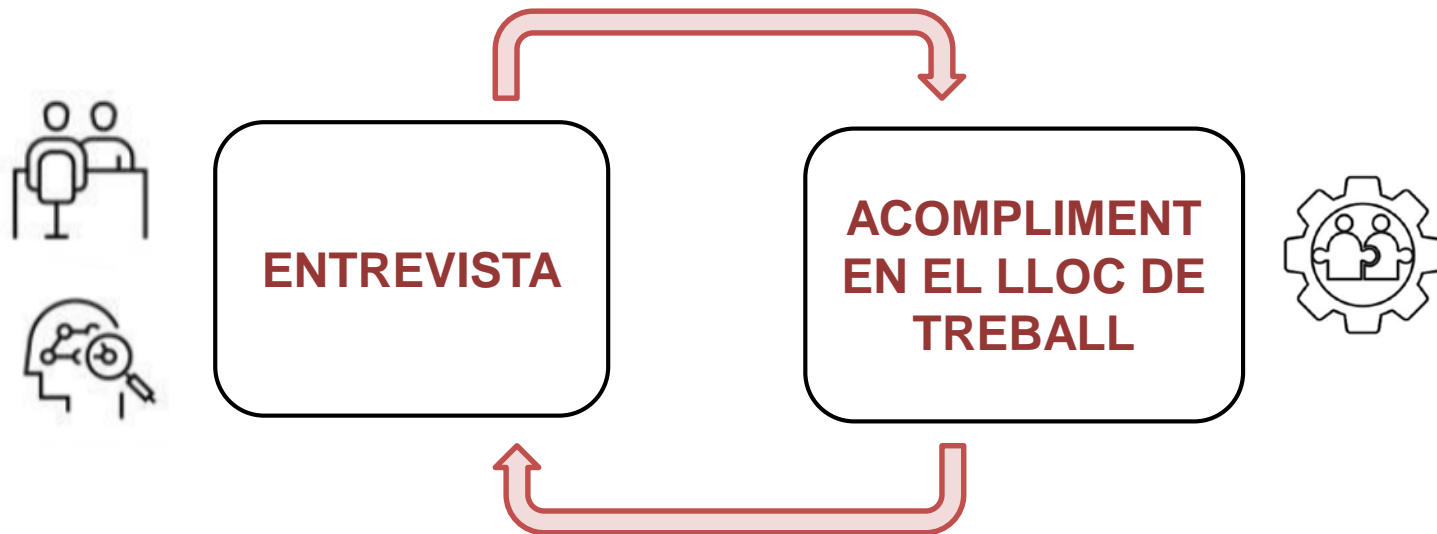 ENTREVISTA
ACOMPLIMENT
EN EL LLOC DE
TREBALL